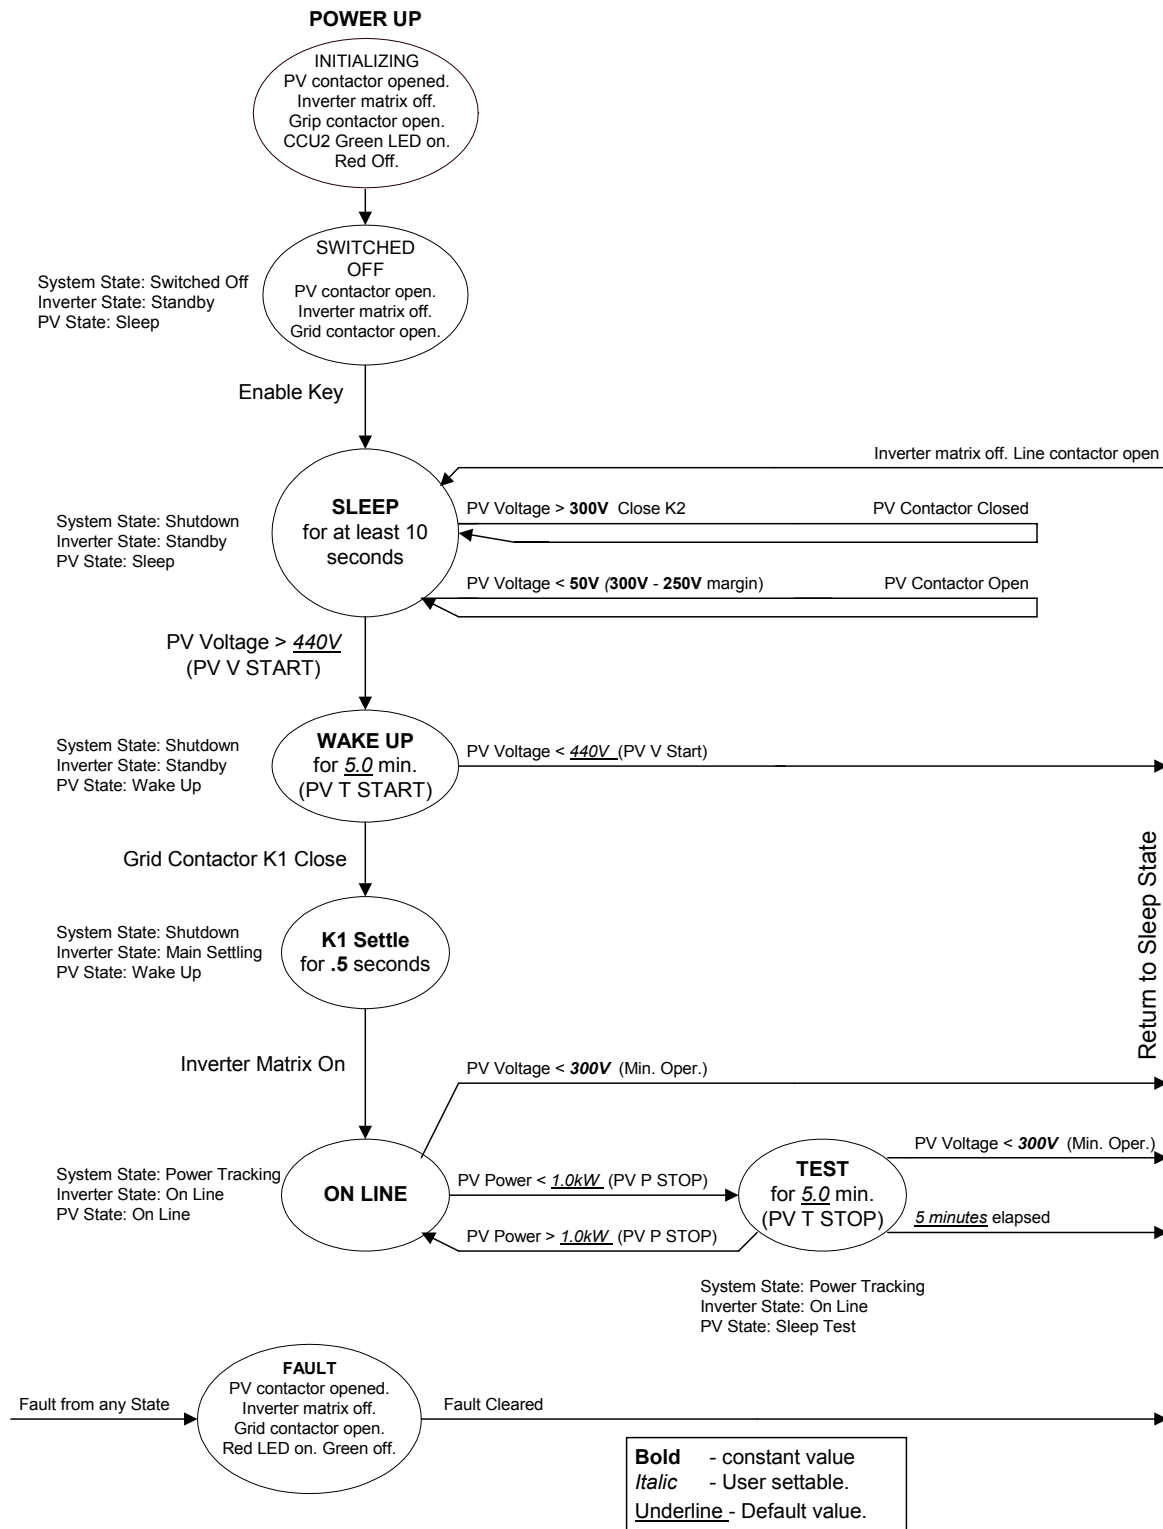 POWER UP
INITIALIZING
PV contactor opened.
Inverter matrix off.
Grip contactor open.
CCU2 Green LED on.
Red Off.
SWITCHED
OFF
PV contactor open.
Inverter matrix off.
Grid contactor open.
System State: Switched Off
Inverter State: Standby
PV State: Sleep
Enable Key
Inverter matrix off. Line contactor open
SLEEP
for at least 10
seconds
System State: Shutdown
Inverter State: Standby
PV State: Sleep
PV Voltage > 300V Close K2
PV Contactor Closed
PV Voltage < 50V (300V - 250V margin)
PV Contactor Open
PV Voltage > 440V
(PV V START)
System State: Shutdown
Inverter State: Standby
PV State: Wake Up
WAKE UP
for 5.0 min.
(PV T START)
PV Voltage < 440V (PV V Start)
Grid Contactor K1 Close
System State: Shutdown
Inverter State: Main Settling
PV State: Wake Up
K1 Settle
for .5 seconds
Return to Sleep State
Inverter Matrix On
PV Voltage < 300V (Min. Oper.)
System State: Power Tracking
Inverter State: On Line
PV State: On Line
ON LINE
PV Power < 1.0kW (PV P STOP)
PV Power > 1.0kW (PV P STOP)
TEST
for 5.0 min.
(PV T STOP)
PV Voltage < 300V (Min. Oper.)
5 minutes elapsed
System State: Power Tracking
Inverter State: On Line
PV State: Sleep Test
Fault from any State
FAULT
PV contactor opened.
Inverter matrix off.
Grid contactor open.
Red LED on. Green off.
Fault Cleared
Bold - constant value
Italic - User settable.
Underline - Default value.